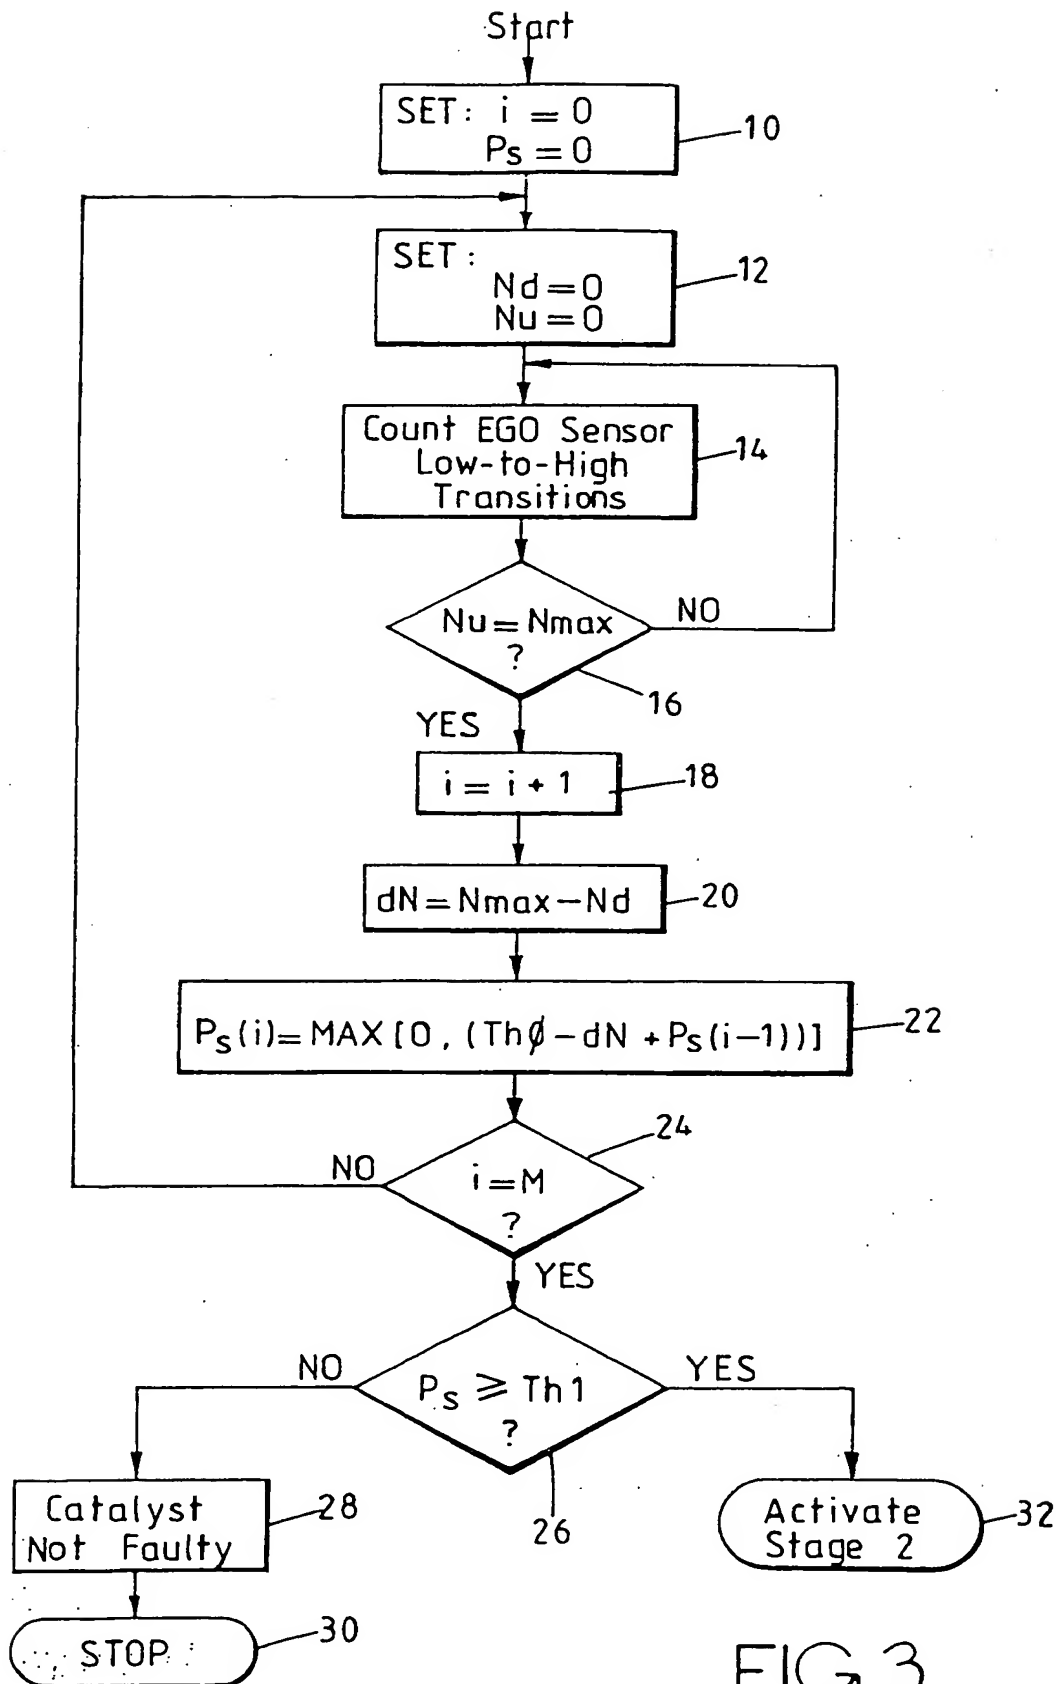 Start
SET: i = 0
Ps = 0
10
SET:
Nd = 0
Nu = 0
12
Count EGO Sensor
Low-to-High
Transitions
14
Nu = Nmax
?
NO
16
YES
i = i + 1
18
dN = Nmax - Nd
20
Ps(i) = MAX [0, (Th∅ - dN + Ps(i-1))]
22
24
NO
i = M
?
YES
NO
YES
Ps ≥ Th1
?
26
Catalyst
Not Faulty
28
Activate
Stage 2
32
STOP
30
FIG.3